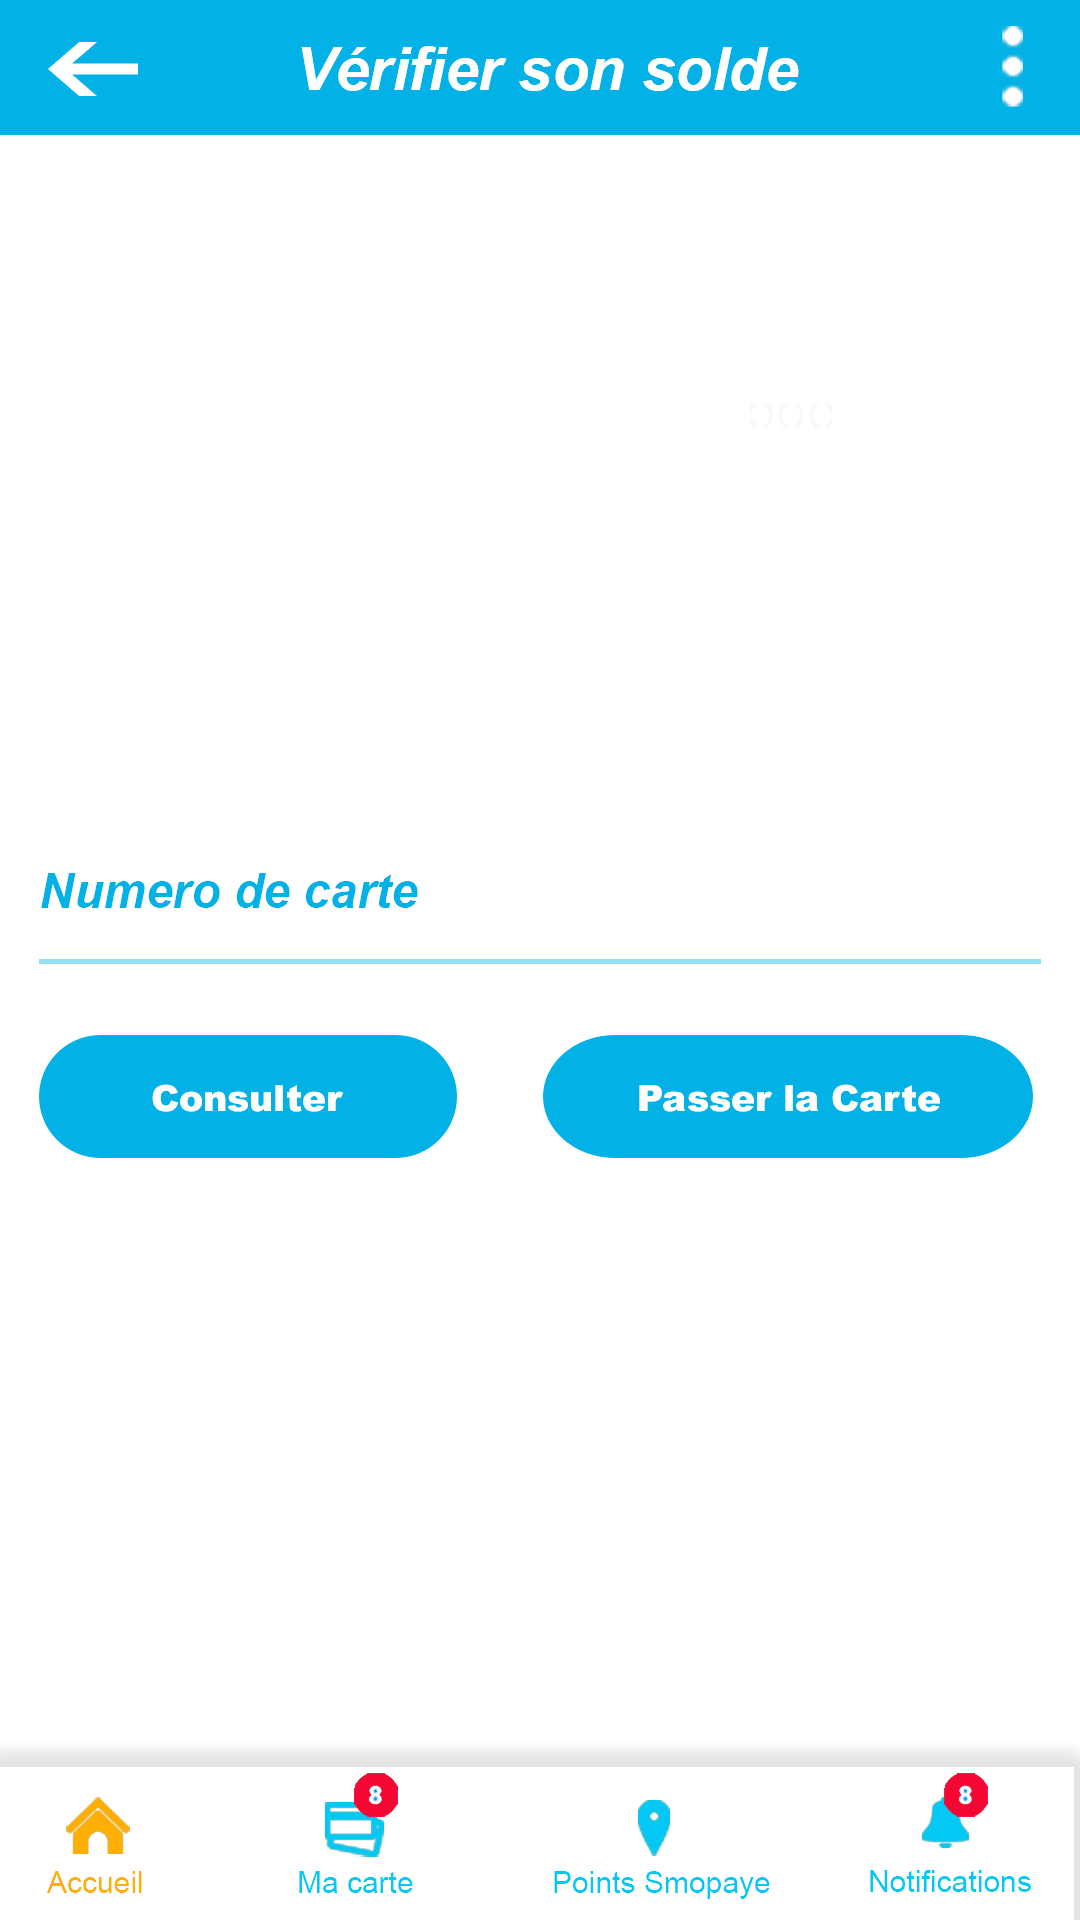 Vérifier son solde
Numero de carte
Consulter
Passer la Carte
8
8
Accueil
Ma carte
Points Smopaye
Notifications